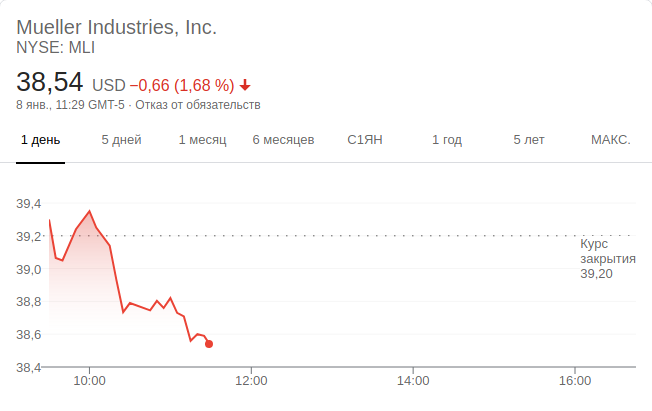 Mueller Industries, Inc.
NYSE: MLI
38,54 USD −0,66 (1,68 %)
8 янв., 11:29 GMT-5 · Отказ от обязательств
1 день 5 дней 1 месяц 6 месяцев С1ЯН 1 год 5 лет МАКС.
39,4
39,2
Курс
закрытия
39,0
39,20
38,8
38,6
38,4
10:00 12:00 14:00 16:00